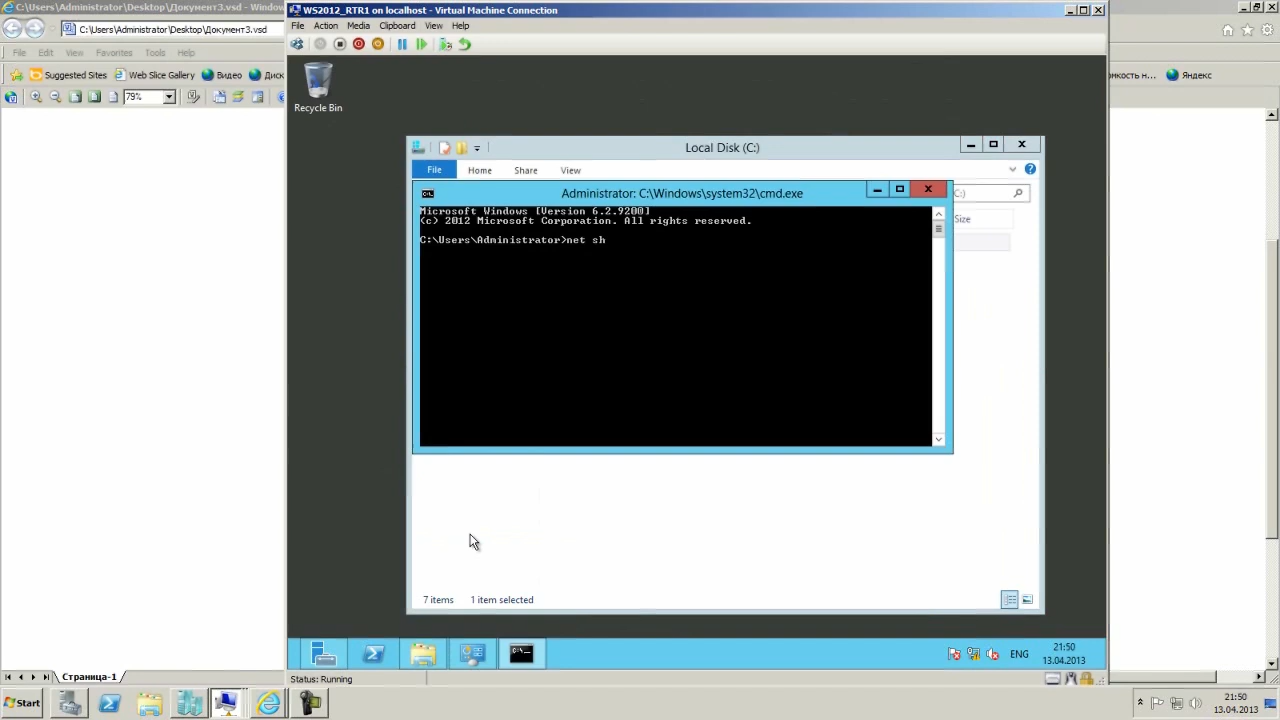 C:\Users\Administrator\Desktop\Документ3.vsd - Windows
C:\Users\Administrator\Desktop\Документ3.vsd
File Edit View Favorites Tools Help
Suggested Sites Web Slice Gallery Видео
79%
Яндекс
WS2012_RTR1 on localhost - Virtual Machine Connection
File Action Media Clipboard View Help
Recycle Bin
Local Disk (C:)
File Home Share View
Size
Administrator: C:\Windows\system32\cmd.exe
Microsoft Windows [Version 6.2.9200]
(c) 2012 Microsoft Corporation. All rights reserved.
C:\Users\Administrator>net sh
7 items 1 item selected
ENG
21:50
13.04.2013
Status: Running
Страница-1
Start
21:50
13.04.2013